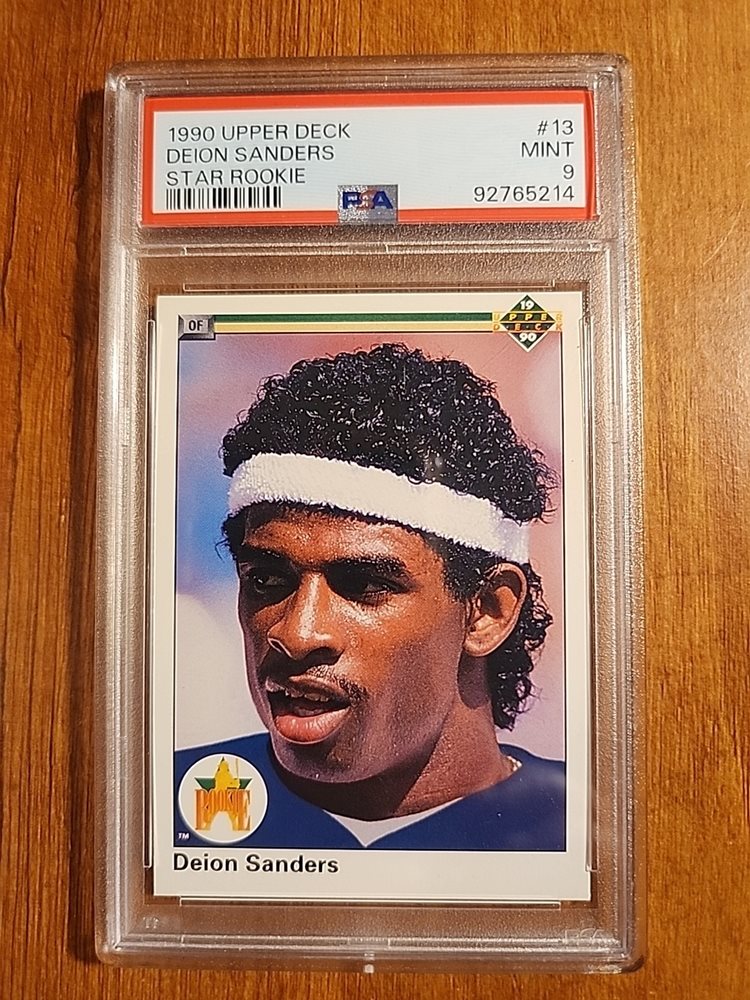 1990 UPPER DECK #13
DEION SANDERS MINT
STAR ROOKIE 9
PSA 92765214
OF
19
UPPER
DECK
90
ROOKIE
TM
Deion Sanders